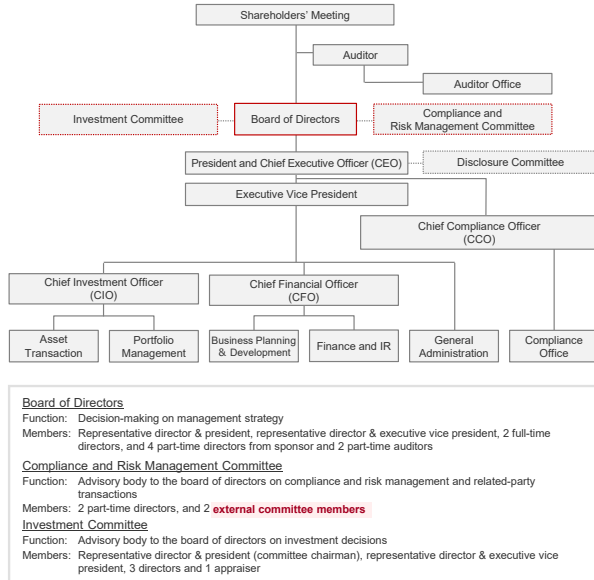 Shareholders' Meeting
Auditor
Auditor Office
Investment Committee
Board of Directors
Compliance and
Risk Management Committee
President and Chief Executive Officer (CEO)
Disclosure Committee
Executive Vice President
Chief Compliance Officer
(CCO)
Chief Investment Officer
(CIO)
Chief Financial Officer
(CFO)
Asset
Transaction
Portfolio
Management
Business Planning
& Development
Finance and IR
General
Administration
Compliance
Office
Board of Directors
Function: Decision-making on management strategy
Members: Representative director & president, representative director & executive vice president, 2 full-time
directors, and 4 part-time directors from sponsor and 2 part-time auditors
Compliance and Risk Management Committee
Function: Advisory body to the board of directors on compliance and risk management and related-party
transactions
Members: 2 part-time directors, and 2 external committee members
Investment Committee
Function: Advisory body to the board of directors on investment decisions
Members: Representative director & president (committee chairman), representative director & executive vice
president, 3 directors and 1 appraiser